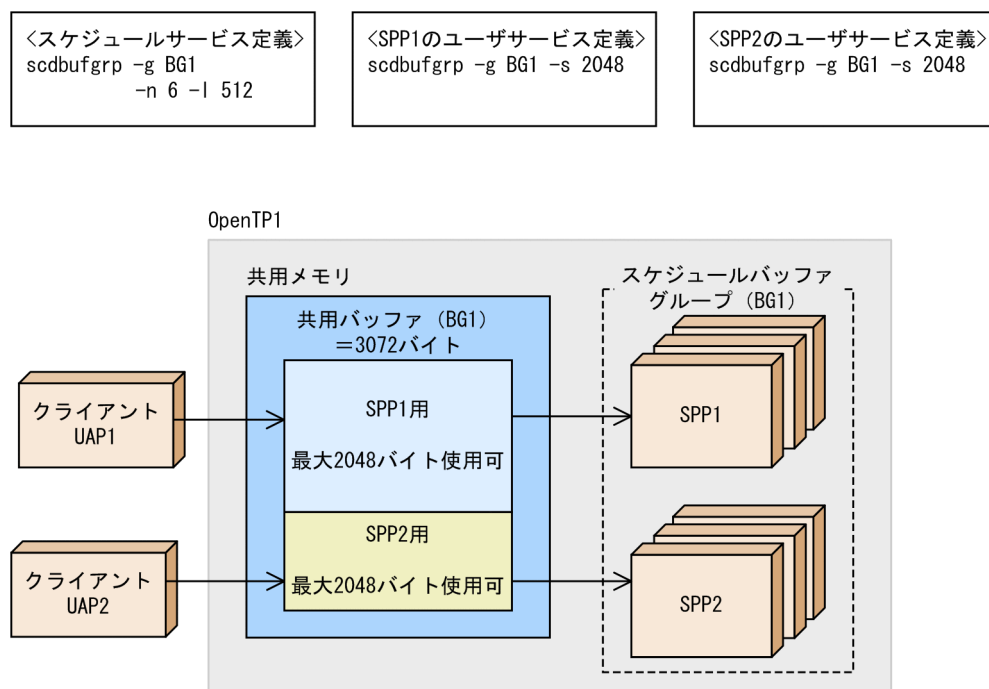 <スケジュールサービス定義>
scdbufgrp -g BG1
-n 6 -l 512
<SPP1のユーザサービス定義>
scdbufgrp -g BG1 -s 2048
<SPP2のユーザサービス定義>
scdbufgrp -g BG1 -s 2048
OpenTP1
共用メモリ
共用バッファ(BG1)
=3072バイト
スケジュールバッファ
グループ(BG1)
クライアント
UAP1
SPP1用
最大2048バイト使用可
SPP1
クライアント
UAP2
SPP2用
最大2048バイト使用可
SPP2